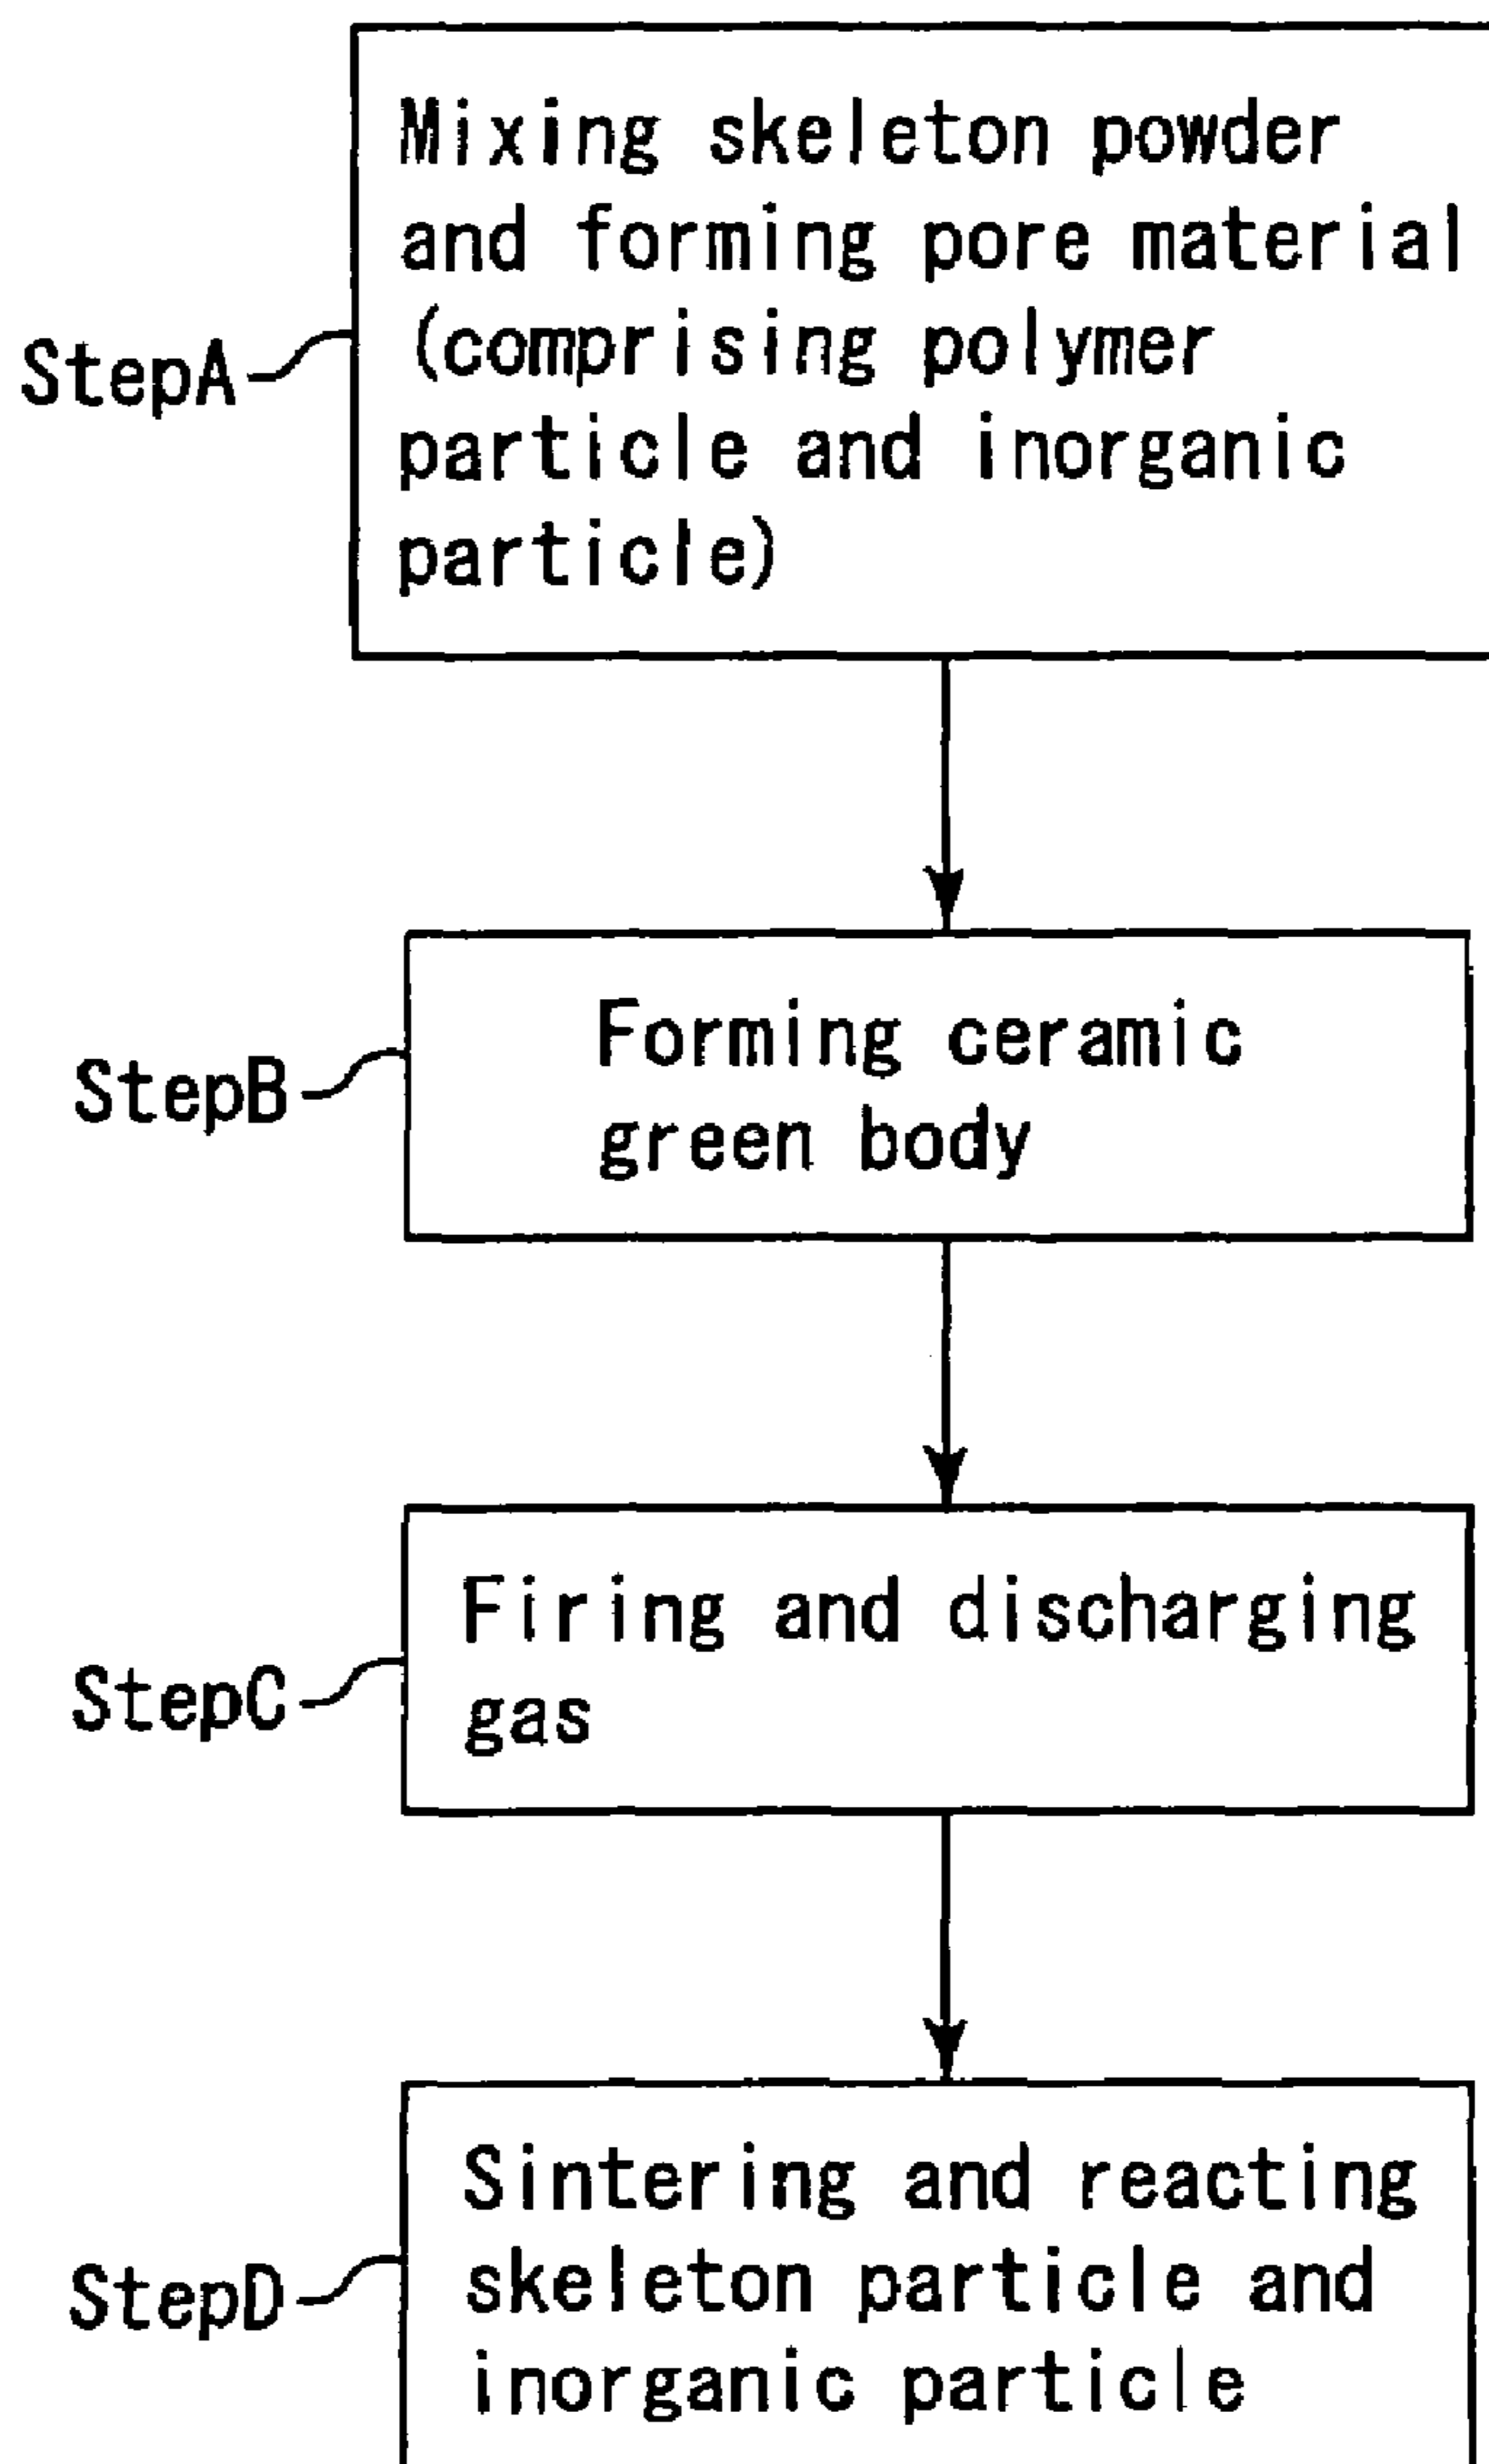 Mixing skeleton powder
and forming pore material
(comprising polymer
particle and inorganic
particle)
StepA
Forming ceramic
green body
StepB
Firing and discharging
gas
StepC
Sintering and reacting
skeleton particle and
inorganic particle
StepD